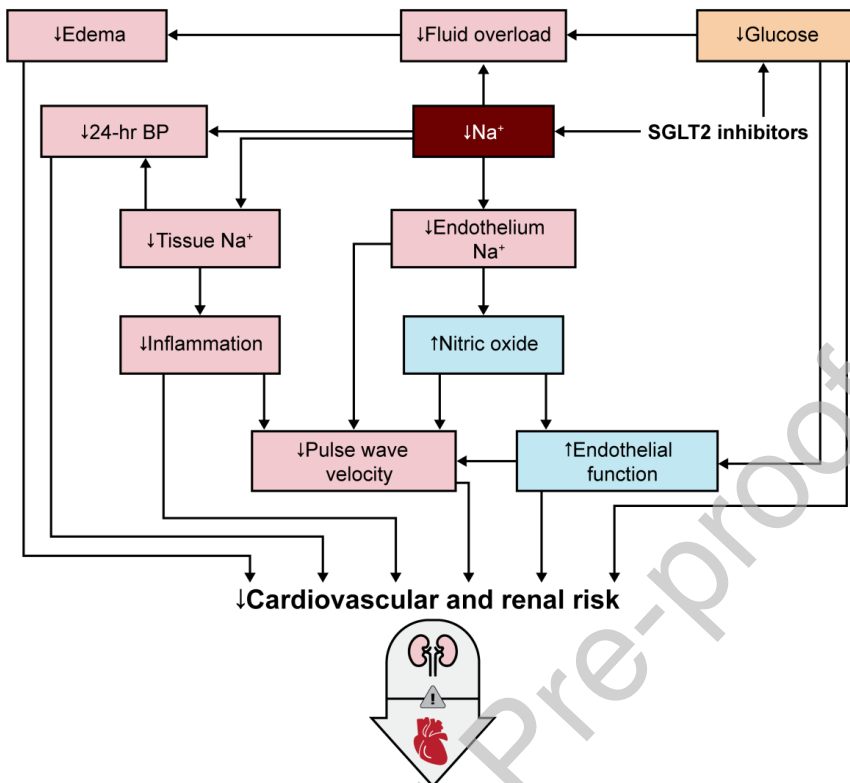 ↓Edema
↓Fluid overload
↓Glucose
↓24-hr BP
↓Na⁺
SGLT2 inhibitors
↓Tissue Na⁺
↓Endothelium
Na⁺
↓Inflammation
↑Nitric oxide
↓Pulse wave
velocity
↑Endothelial
function
↓Cardiovascular and renal risk
!
Pre-proof